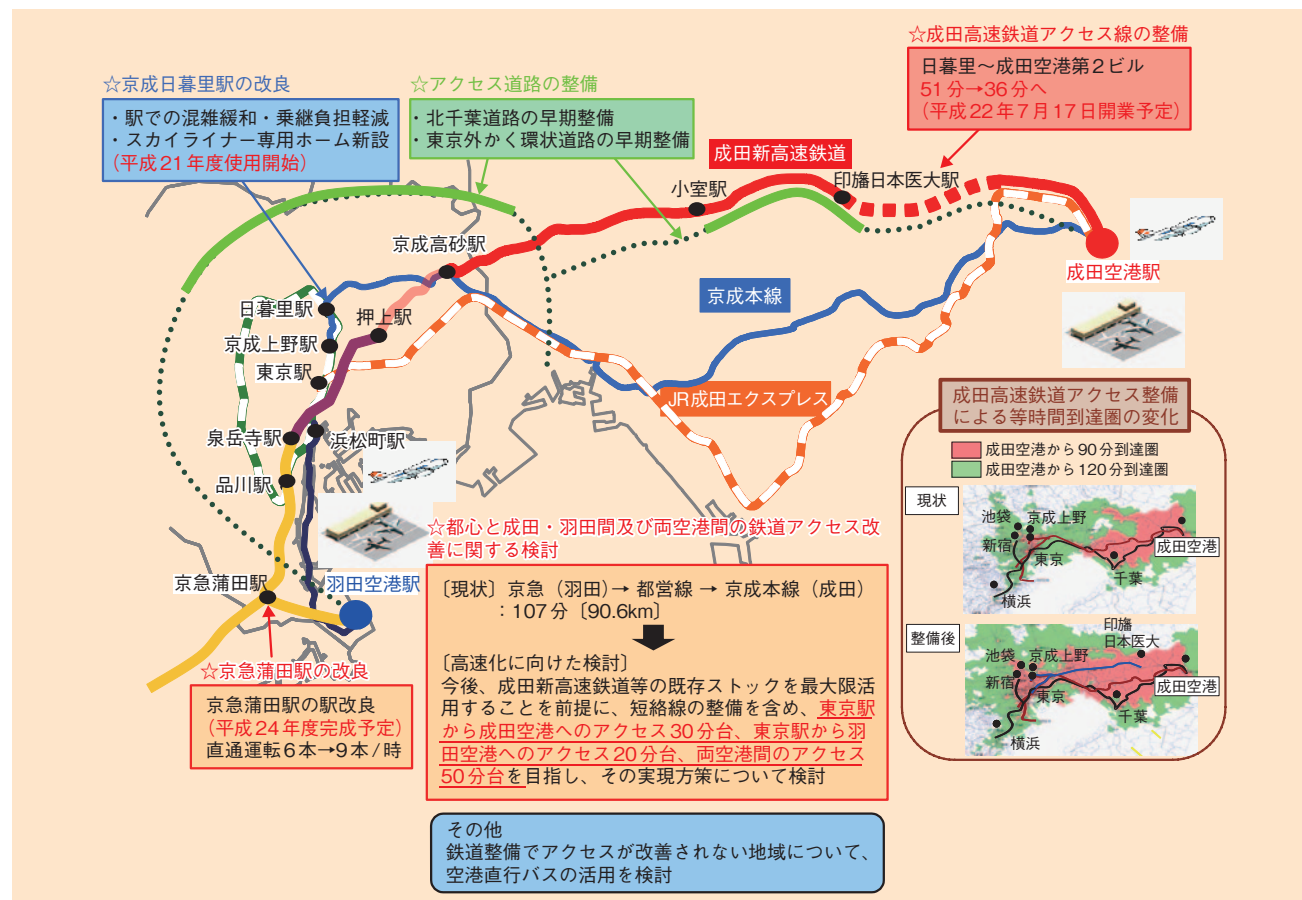 ☆成田高速鉄道アクセス線の整備
日暮里～成田空港第2ビル
51分→36分へ
(平成22年7月17日開業予定)
☆京成日暮里駅の改良
・駅での混雑緩和・乗継負担軽減
・スカイライナー専用ホーム新設
(平成21年度使用開始)
☆アクセス道路の整備
・北千葉道路の早期整備
・東京外かく環状道路の早期整備
成田新高速鉄道
小室駅
印旛日本医大駅
京成高砂駅
成田空港駅
日暮里駅
押上駅
京成本線
京成上野駅
東京駅
JR成田エクスプレス
泉岳寺駅
浜松町駅
品川駅
京急蒲田駅
羽田空港駅
☆京急蒲田駅の改良
京急蒲田駅の駅改良
(平成24年度完成予定)
直通運転6本→9本/時
☆都心と成田・羽田間及び両空港間の鉄道アクセス改
善に関する検討
〔現状〕京急（羽田）→ 都営線 → 京成本線（成田）
：107分〔90.6km〕
〔高速化に向けた検討〕
今後、成田新高速鉄道等の既存ストックを最大限活
用することを前提に、短絡線の整備を含め、東京駅
から成田空港へのアクセス30分台、東京駅から羽
田空港へのアクセス20分台、両空港間のアクセス
50分台を目指し、その実現方策について検討
その他
鉄道整備でアクセスが改善されない地域について、
空港直行バスの活用を検討
成田高速鉄道アクセス整備
による等時間到達圏の変化
成田空港から90分到達圏
成田空港から120分到達圏
現状
池袋
京成上野
新宿
東京
成田空港
千葉
横浜
整備後
印旛
日本医大
池袋
京成上野
新宿
東京
成田空港
千葉
横浜